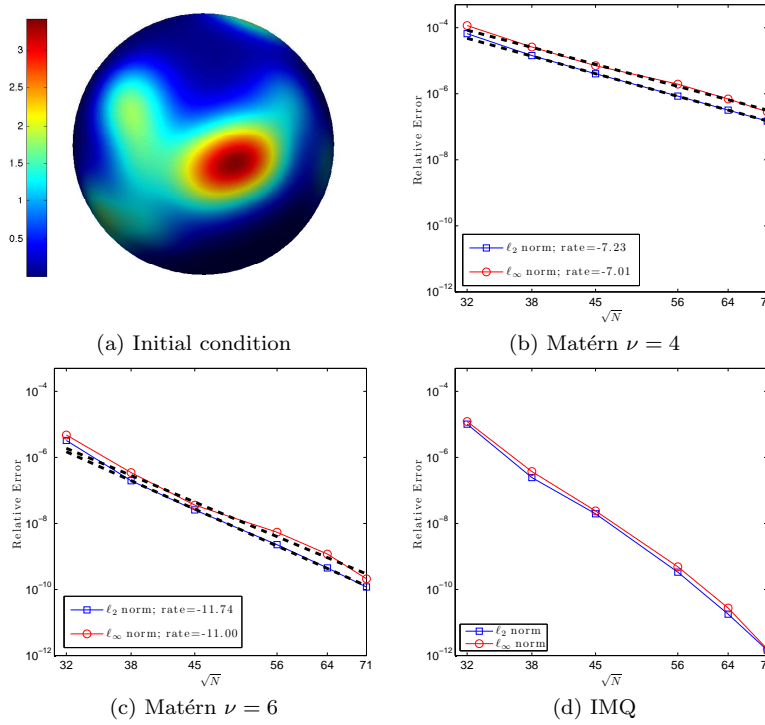 3
2.5
2
1.5
1
0.5
(a) Initial condition
Relative Error
10⁻⁴
10⁻⁶
10⁻⁸
10⁻¹⁰
10⁻¹²
ℓ₂ norm; rate=-7.23
ℓ∞ norm; rate=-7.01
32 38 45 56 64 7
√N
(b) Matérn ν = 4
Relative Error
10⁻⁴
10⁻⁶
10⁻⁸
10⁻¹⁰
10⁻¹²
ℓ₂ norm; rate=-11.74
ℓ∞ norm; rate=-11.00
32 38 45 56 64 71
√N
(c) Matérn ν = 6
Relative Error
10⁻⁴
10⁻⁶
10⁻⁸
10⁻¹⁰
10⁻¹²
ℓ₂ norm
ℓ∞ norm
32 38 45 56 64 7
√N
(d) IMQ